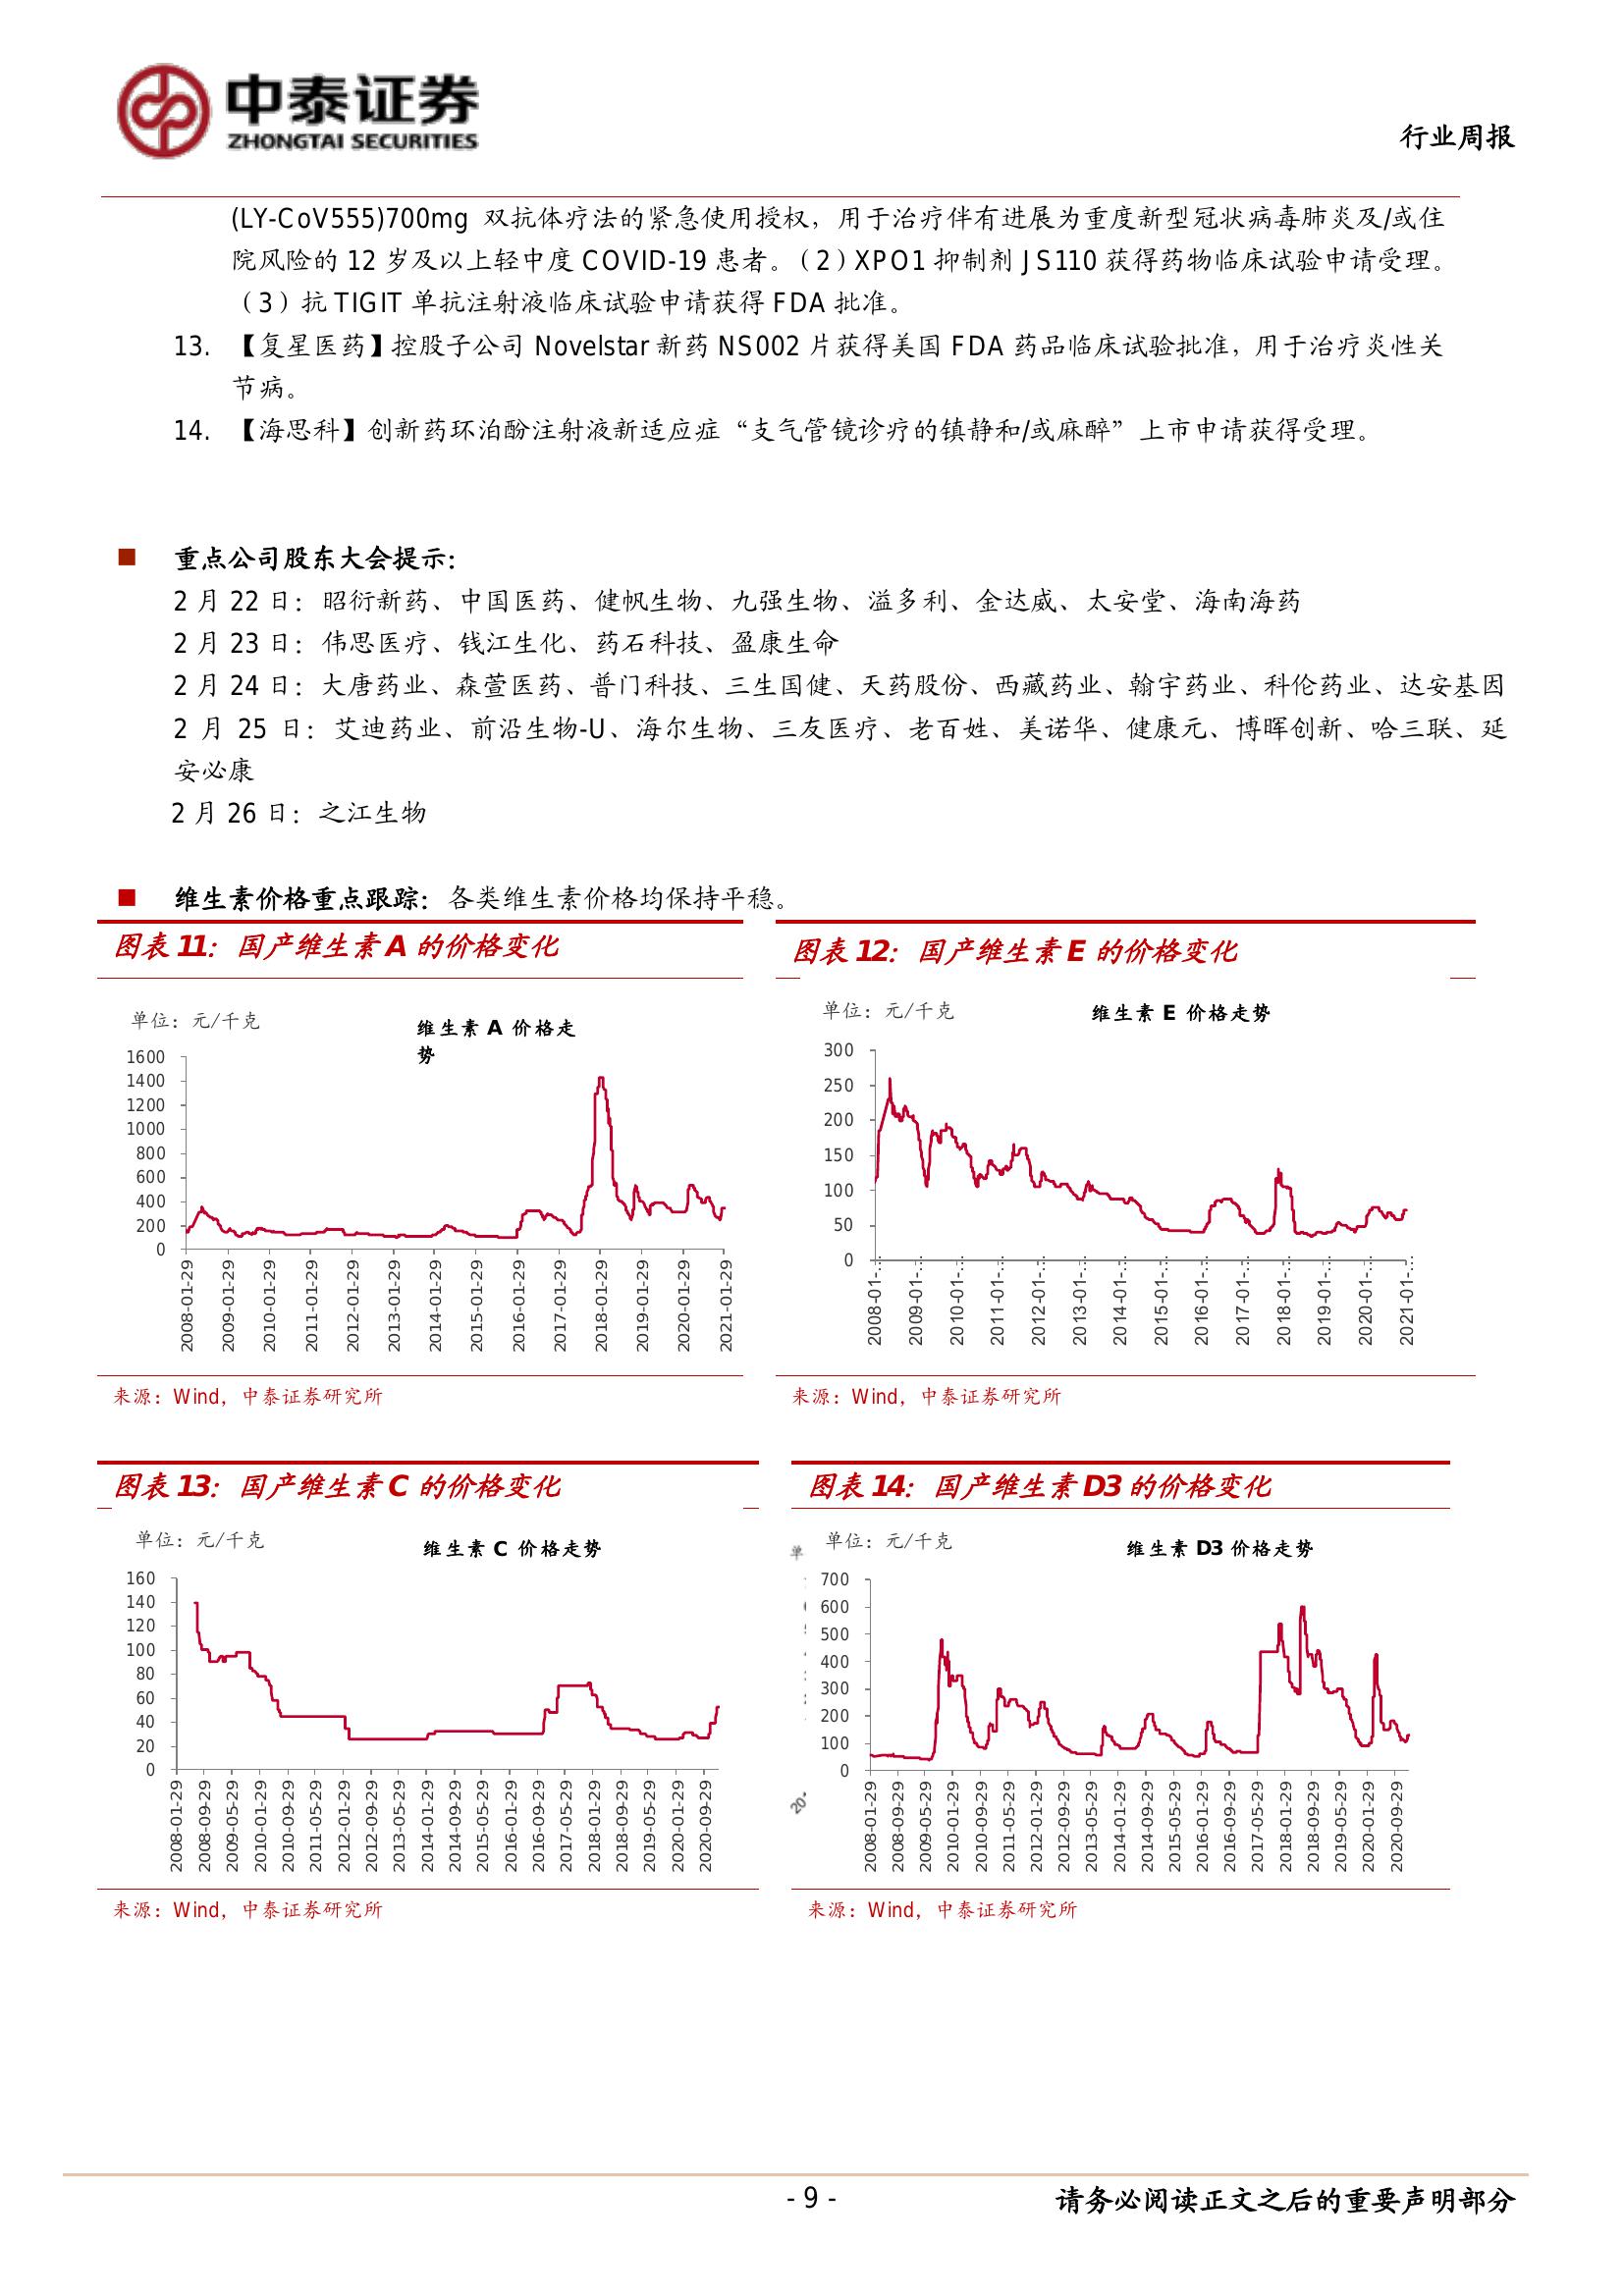 中泰证券
ZHONGTAI SECURITIES
行业周报
(LY-CoV555)700mg 双抗体疗法的紧急使用授权，用于治疗伴有进展为重度新型冠状病毒肺炎及/或住
院风险的 12 岁及以上轻中度 COVID-19 患者。（2）XPO1 抑制剂 JS110 获得药物临床试验申请受理。
（3）抗 TIGIT 单抗注射液临床试验申请获得 FDA 批准。
13. 【复星医药】控股子公司 Novelstar 新药 NS002 片获得美国 FDA 药品临床试验批准，用于治疗炎性关
节病。
14. 【海思科】创新药环泊酚注射液新适应症“支气管镜诊疗的镇静和/或麻醉”上市申请获得受理。
■ 重点公司股东大会提示：
2 月 22 日：昭衍新药、中国医药、健帆生物、九强生物、溢多利、金达威、太安堂、海南海药
2 月 23 日：伟思医疗、钱江生化、药石科技、盈康生命
2 月 24 日：大唐药业、森萱医药、普门科技、三生国健、天药股份、西藏药业、翰宇药业、科伦药业、达安基因
2 月 25 日：艾迪药业、前沿生物-U、海尔生物、三友医疗、老百姓、美诺华、健康元、博晖创新、哈三联、延
安必康
2 月 26 日：之江生物
■ 维生素价格重点跟踪：各类维生素价格均保持平稳。
图表 11：国产维生素 A 的价格变化
单位：元/千克
维生素 A 价格走
势
1600
1400
1200
1000
800
600
400
200
0
2008-01-29
2009-01-29
2010-01-29
2011-01-29
2012-01-29
2013-01-29
2014-01-29
2015-01-29
2016-01-29
2017-01-29
2018-01-29
2019-01-29
2020-01-29
2021-01-29
来源：Wind，中泰证券研究所
图表 12：国产维生素 E 的价格变化
单位：元/千克
维生素 E 价格走势
300
250
200
150
100
50
0
2008-01-…
2009-01-…
2010-01-…
2011-01-…
2012-01-…
2013-01-…
2014-01-…
2015-01-…
2016-01-…
2017-01-…
2018-01-…
2019-01-…
2020-01-…
2021-01-…
来源：Wind，中泰证券研究所
图表 13：国产维生素 C 的价格变化
单位：元/千克
维生素 C 价格走势
160
140
120
100
80
60
40
20
0
2008-01-29
2008-09-29
2009-05-29
2010-01-29
2010-09-29
2011-05-29
2012-01-29
2012-09-29
2013-05-29
2014-01-29
2014-09-29
2015-05-29
2016-01-29
2016-09-29
2017-05-29
2018-01-29
2018-09-29
2019-05-29
2020-01-29
2020-09-29
来源：Wind，中泰证券研究所
图表 14：国产维生素 D3 的价格变化
单
单位：元/千克
维生素 D3 价格走势
700
600
500
400
300
200
100
0
20-
2008-01-29
2008-09-29
2009-05-29
2010-01-29
2010-09-29
2011-05-29
2012-01-29
2012-09-29
2013-05-29
2014-01-29
2014-09-29
2015-05-29
2016-01-29
2016-09-29
2017-05-29
2018-01-29
2018-09-29
2019-05-29
2020-01-29
2020-09-29
来源：Wind，中泰证券研究所
- 9 -
请务必阅读正文之后的重要声明部分